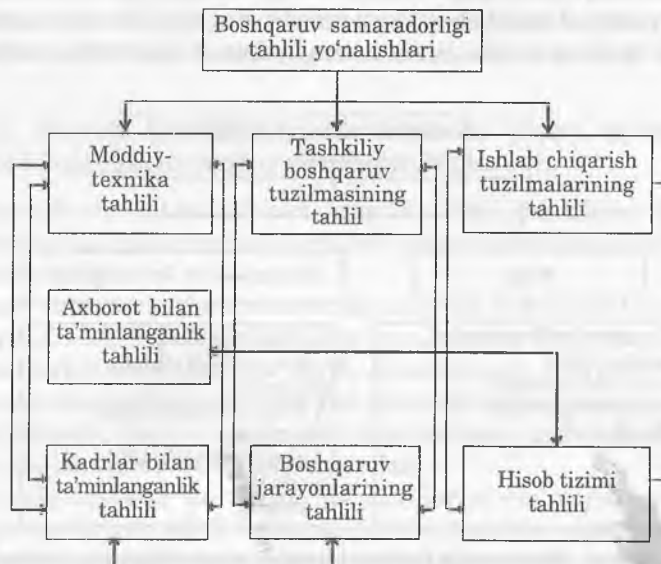 Boshqaruv samaradorligi
tahlili yo‘nalishlari
Moddiy-
texnika
tahlili
Tashkiliy
boshqaruv
tuzilmasining
tahlil
Ishlab chiqarish
tuzilmalarining
tahlili
Axborot bilan
ta’minlanganlik
tahlili
Kadrlar bilan
ta’minlanganlik
tahlili
Boshqaruv
jarayonlarining
tahlili
Hisob tizimi
tahlili